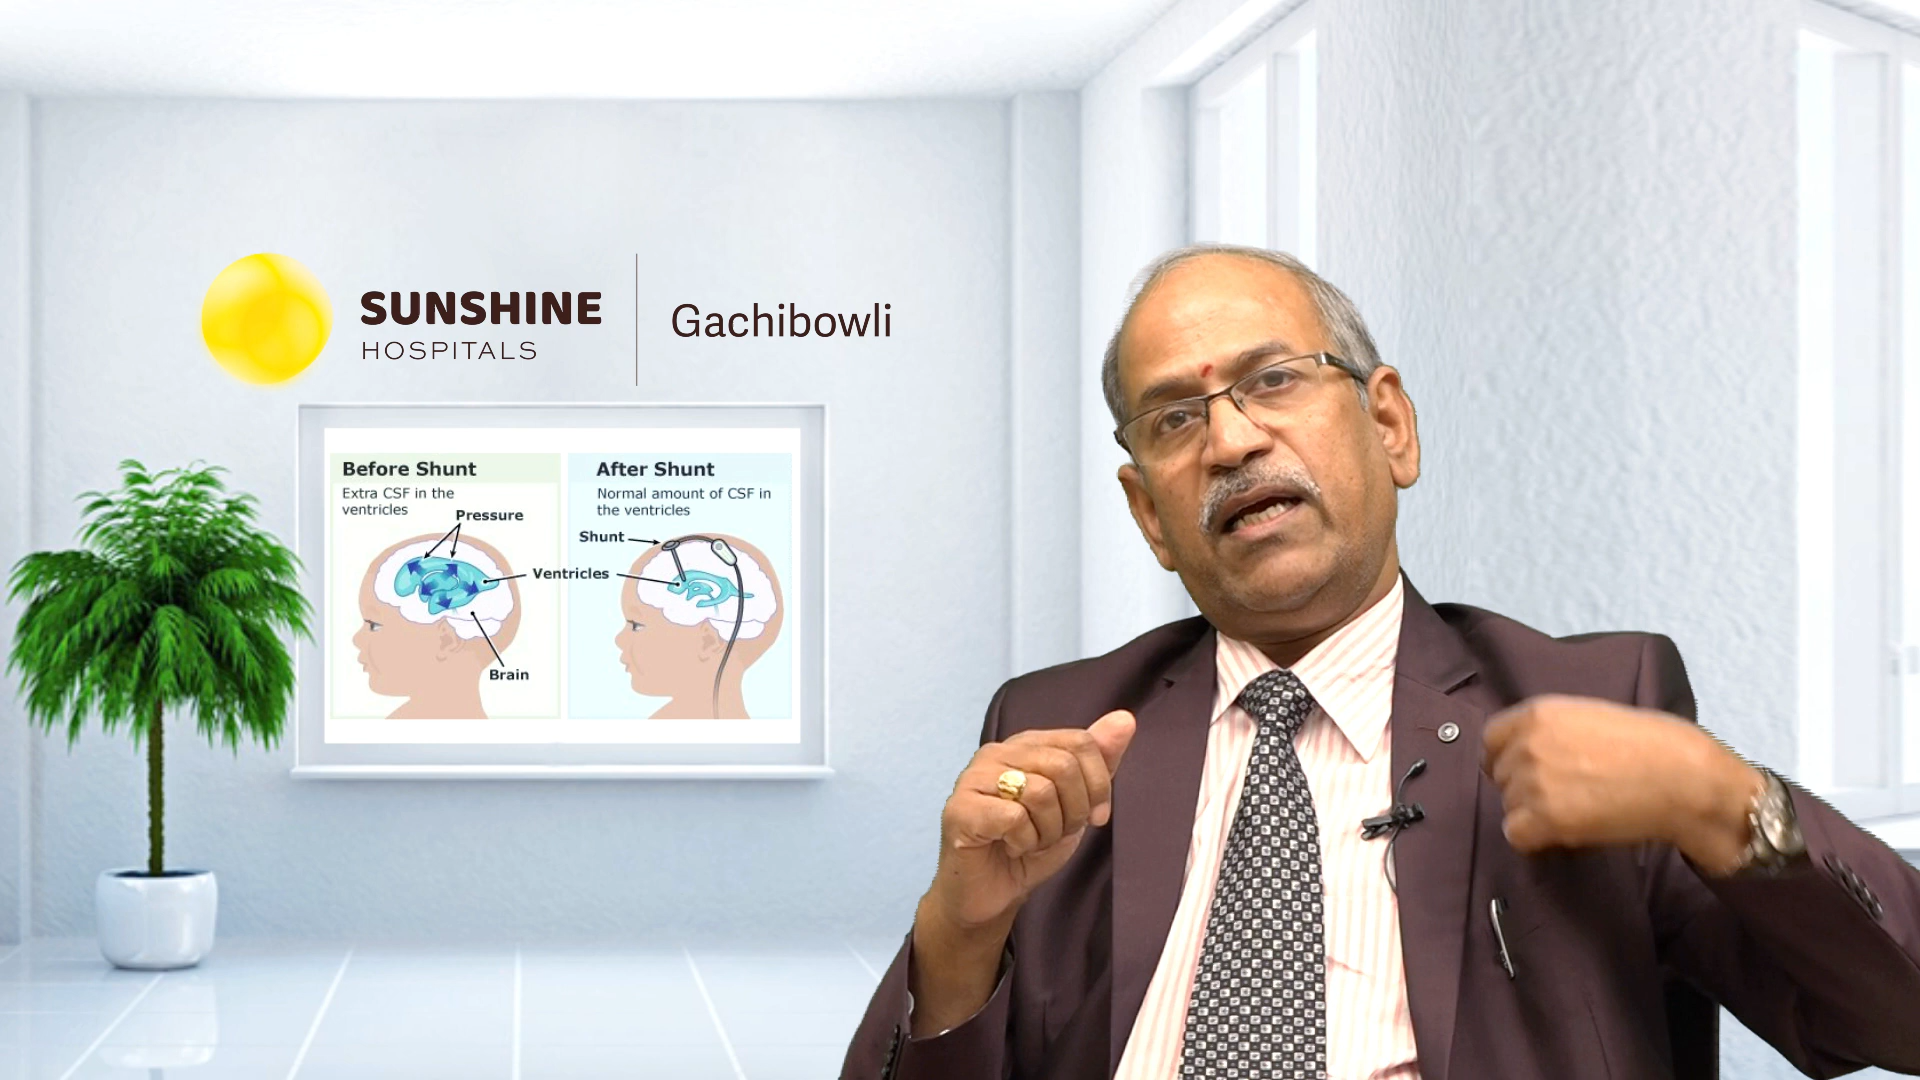 SUNSHINE
HOSPITALS
Gachibowli
Before Shunt
Extra CSF in the
ventricles
Pressure
Ventricles
Brain
After Shunt
Normal amount of CSF in
the ventricles
Shunt